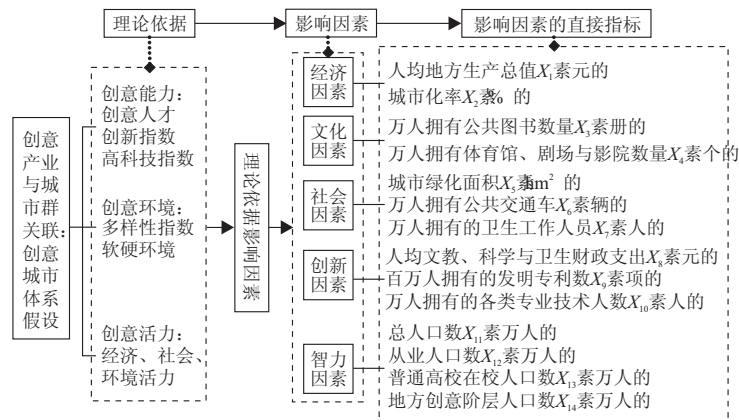 理论依据
影响因素
影响因素的直接指标
创意
产业
与城
市群
关联:
创意
城市
体系
假设
创意能力:
创意人才
创新指数
高科技指数
创意环境:
多样性指数
软硬环境
创意活力:
经济、社会、
环境活力
理论依据影响因素
经济
因素
文化
因素
社会
因素
创新
因素
智力
因素
人均地方生产总值X₁素元的
城市化率X₂素% 的
万人拥有公共图书数量X₃素册的
万人拥有体育馆、剧场与影院数量X₄素个的
城市绿化面积X₅素hm² 的
万人拥有公共交通车X₆素辆的
万人拥有的卫生工作人员X₇素人的
人均文教、科学与卫生财政支出X₈素元的
百万人拥有的发明专利数X₉素项的
万人拥有的各类专业技术人数X₁₀素人的
总人口数X₁₁素万人的
从业人口数X₁₂素万人的
普通高校在校人口数X₁₃素万人的
地方创意阶层人口数X₁₄素万人的